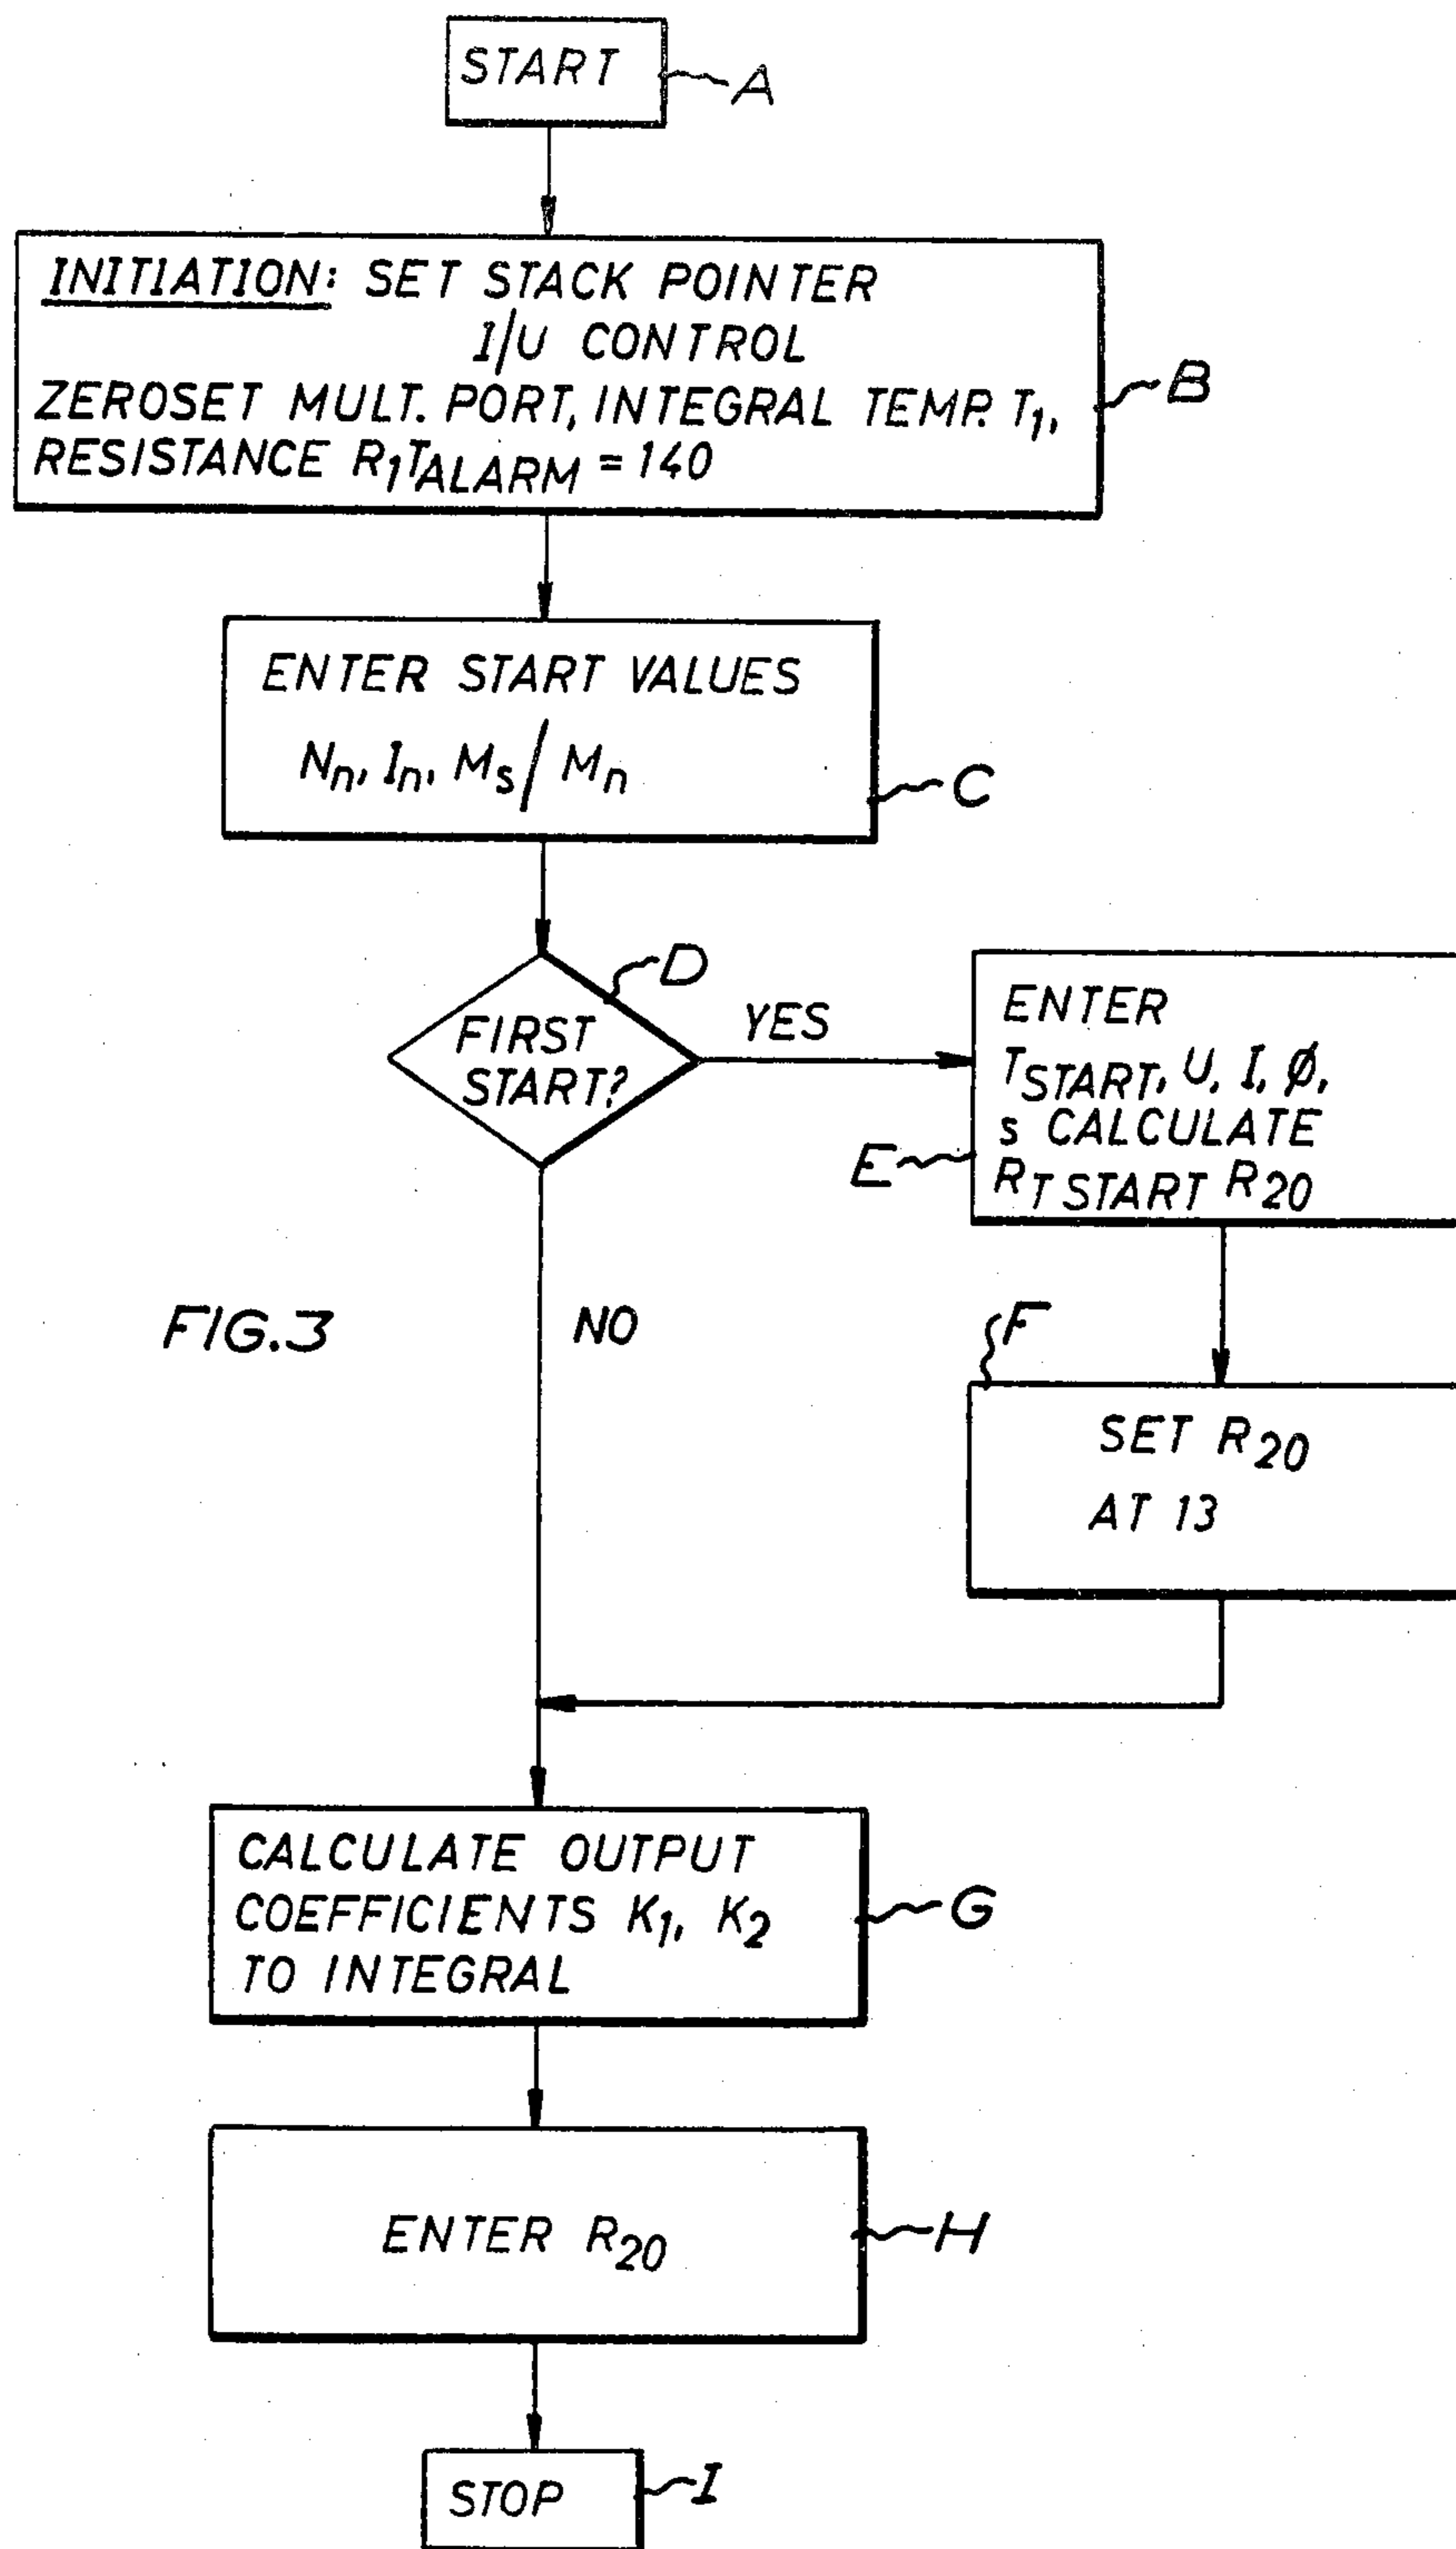 START
A
INITIATION: SET STACK POINTER
I/U CONTROL
ZEROSET MULT. PORT, INTEGRAL TEMP. T1,
RESISTANCE R1TALARM = 140
B
ENTER START VALUES
Nn, In, Ms/Mn
C
D
FIRST
START?
YES
ENTER
TSTART, U, I, Ø,
s CALCULATE
RT START R20
E
FIG.3
NO
F
SET R20
AT 13
CALCULATE OUTPUT
COEFFICIENTS K1, K2
TO INTEGRAL
G
ENTER R20
H
STOP
I